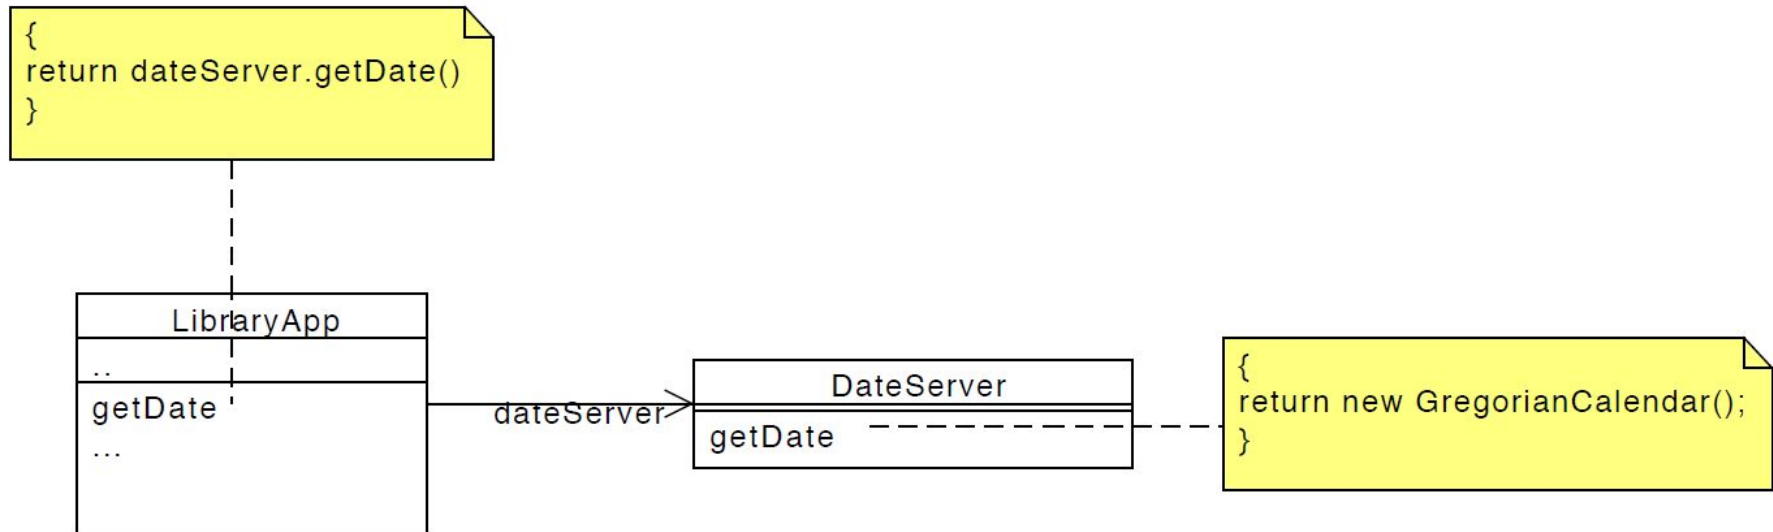 {
return dateServer.getDate()
}
LibraryApp
..
getDate
...
dateServer
DateServer
getDate
{
return new GregorianCalendar();
}